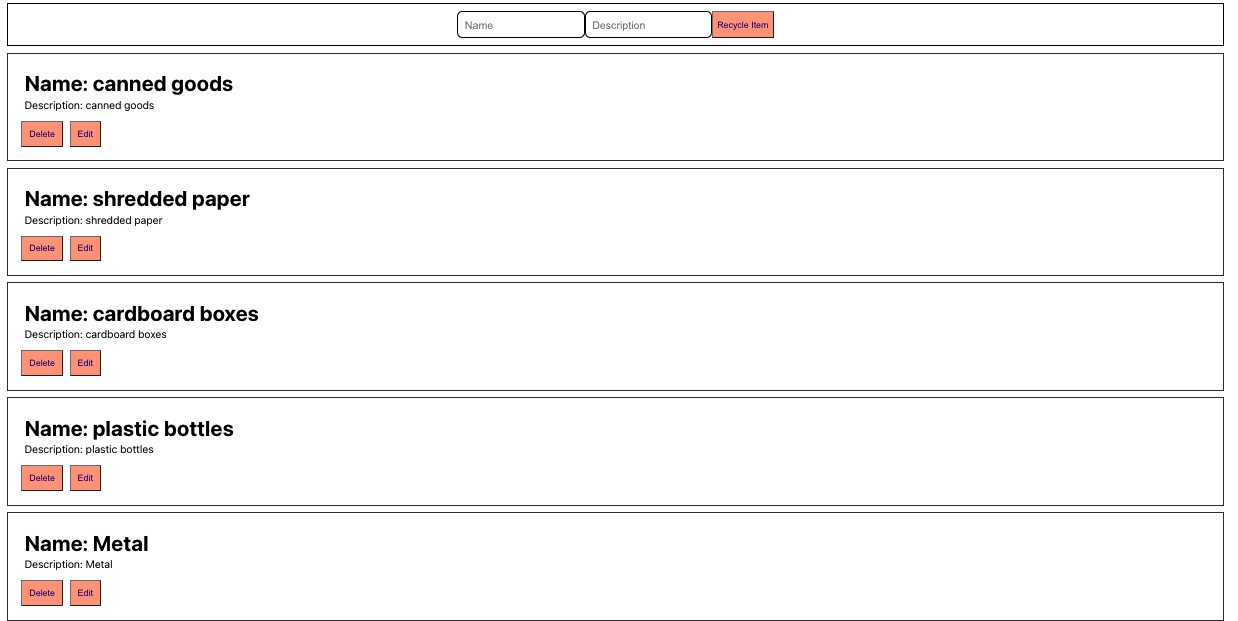 Name Description Recycle Item
Name: canned goods
Description: canned goods
Delete Edit
Name: shredded paper
Description: shredded paper
Delete Edit
Name: cardboard boxes
Description: cardboard boxes
Delete Edit
Name: plastic bottles
Description: plastic bottles
Delete Edit
Name: Metal
Description: Metal
Delete Edit